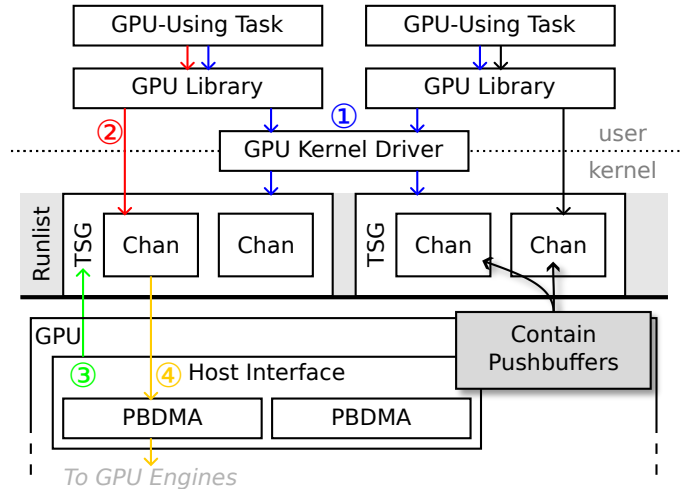 GPU-Using Task
GPU-Using Task
GPU Library
GPU Library
①
②
GPU Kernel Driver
user
kernel
Runlist
TSG
Chan
Chan
TSG
Chan
Chan
GPU
Contain
Pushbuffers
③
④
Host Interface
PBDMA
PBDMA
To GPU Engines